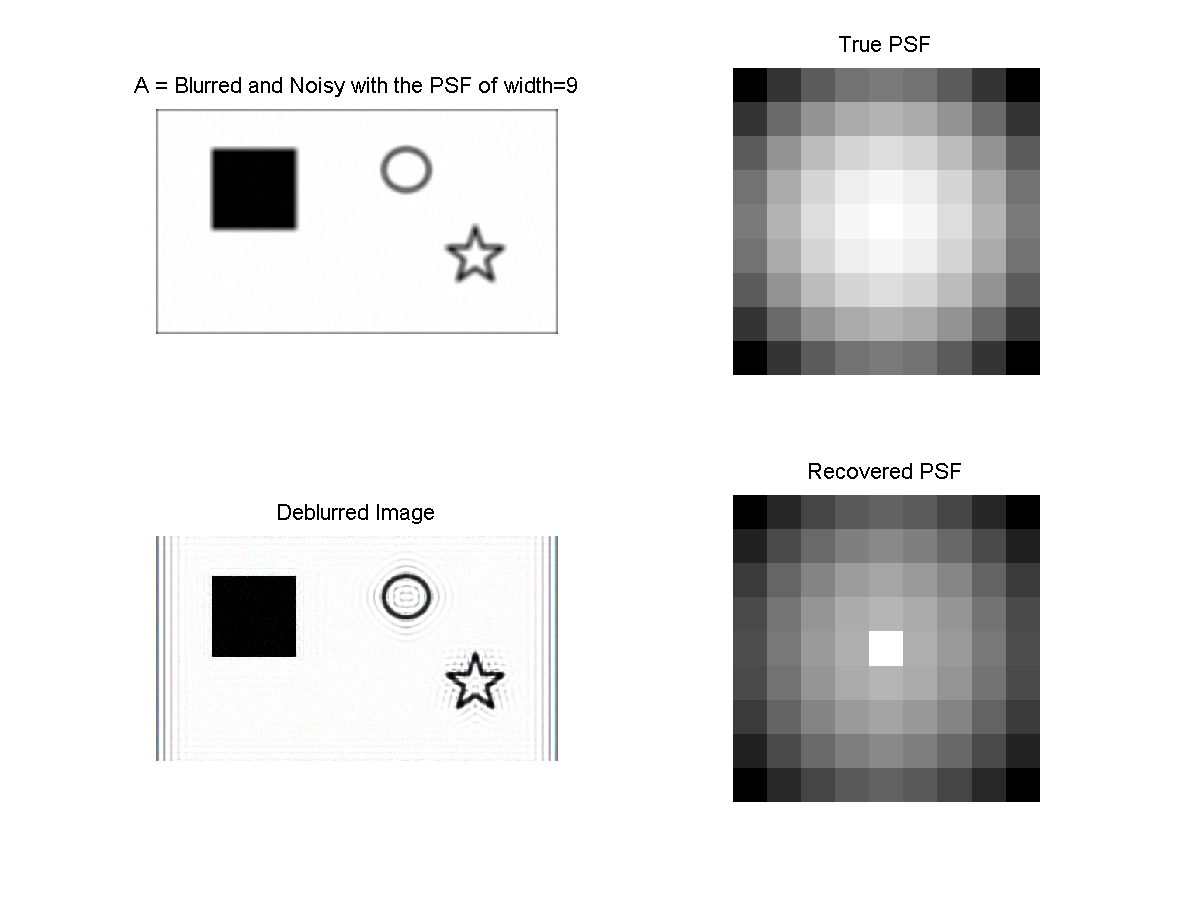 True PSF
A = Blurred and Noisy with the PSF of width=9
Recovered PSF
Deblurred Image